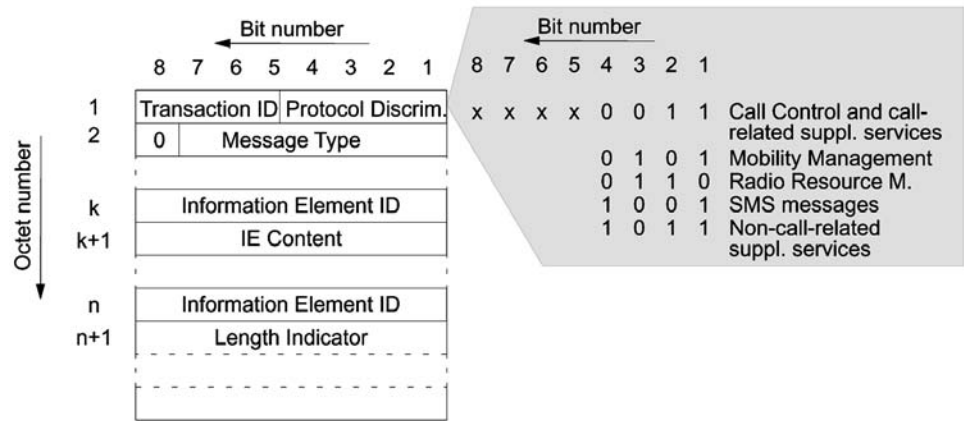 Bit number
8 7 6 5 4 3 2 1
Octet number
1 Transaction ID Protocol Discrim.
2 0 Message Type
k Information Element ID
k+1 IE Content
n Information Element ID
n+1 Length Indicator
Bit number
8 7 6 5 4 3 2 1
x x x x 0 0 1 1 Call Control and call-
related suppl. services
0 1 0 1 Mobility Management
0 1 1 0 Radio Resource M.
1 0 0 1 SMS messages
1 0 1 1 Non-call-related
suppl. services